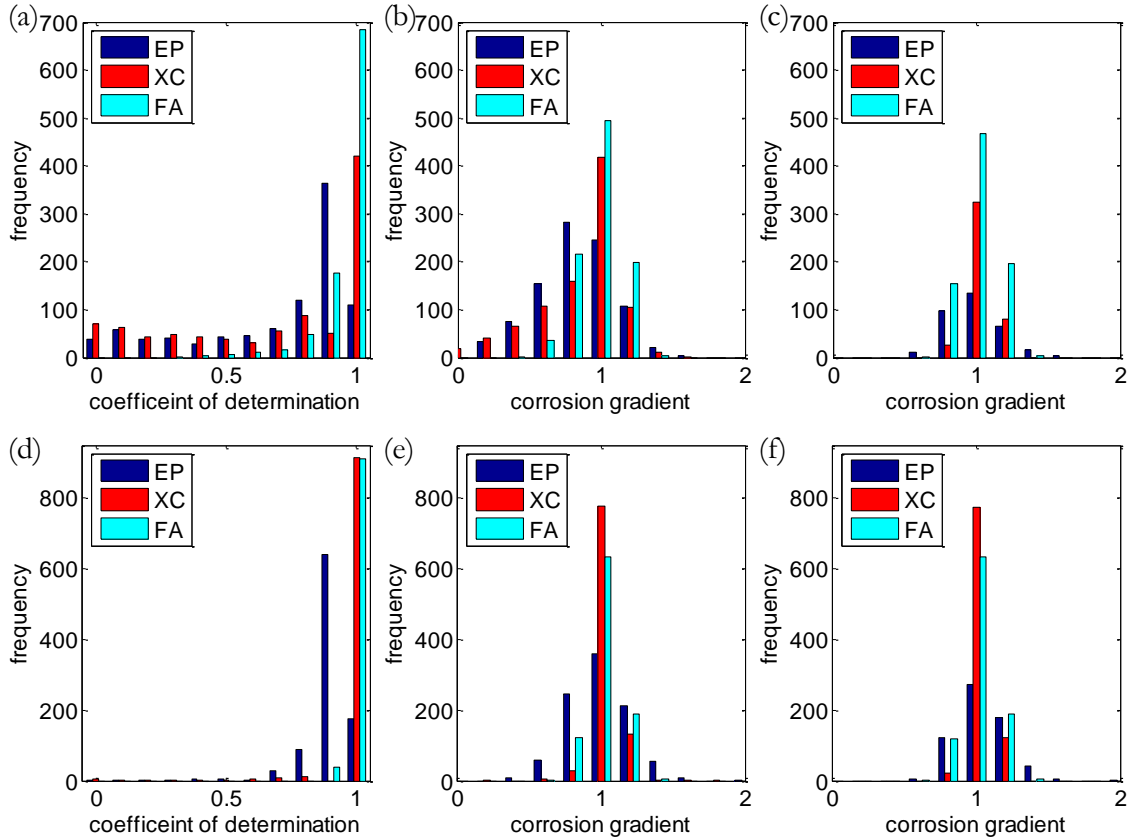 (a)
700
600
500
400
300
200
100
0
frequency
EP
XC
FA
0 0.5 1
coefficeint of determination
(b)
700
600
500
400
300
200
100
0
frequency
EP
XC
FA
0 1 2
corrosion gradient
(c)
700
600
500
400
300
200
100
0
frequency
EP
XC
FA
0 1 2
corrosion gradient
(d)
800
600
400
200
0
frequency
EP
XC
FA
0 0.5 1
coefficeint of determination
(e)
800
600
400
200
0
frequency
EP
XC
FA
0 1 2
corrosion gradient
(f)
800
600
400
200
0
frequency
EP
XC
FA
0 1 2
corrosion gradient